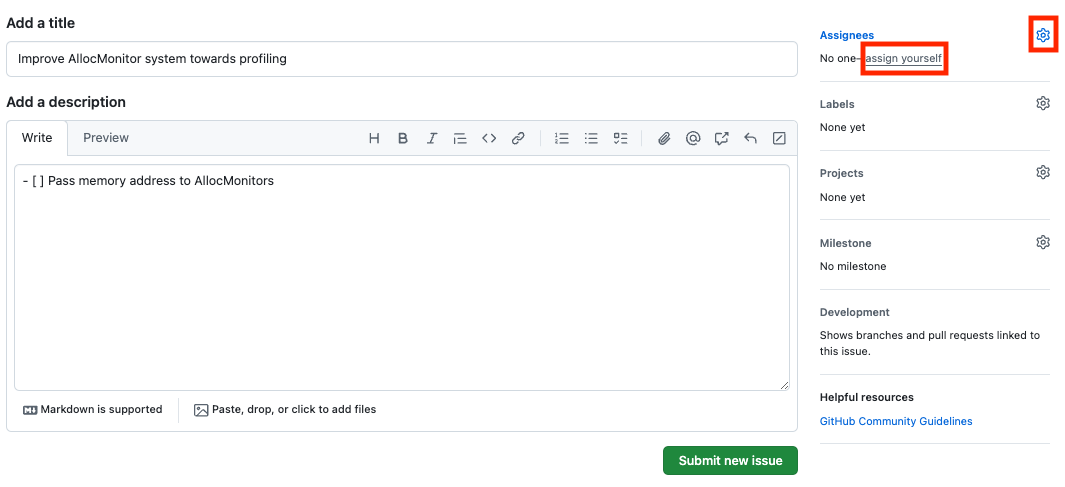 Add a title
Improve AllocMonitor system towards profiling
Add a description
Write Preview
- [ ] Pass memory address to AllocMonitors
Markdown is supported
Paste, drop, or click to add files
Submit new issue
Assignees
No one—assign yourself
Labels
None yet
Projects
None yet
Milestone
No milestone
Development
Shows branches and pull requests linked to
this issue.
Helpful resources
GitHub Community Guidelines